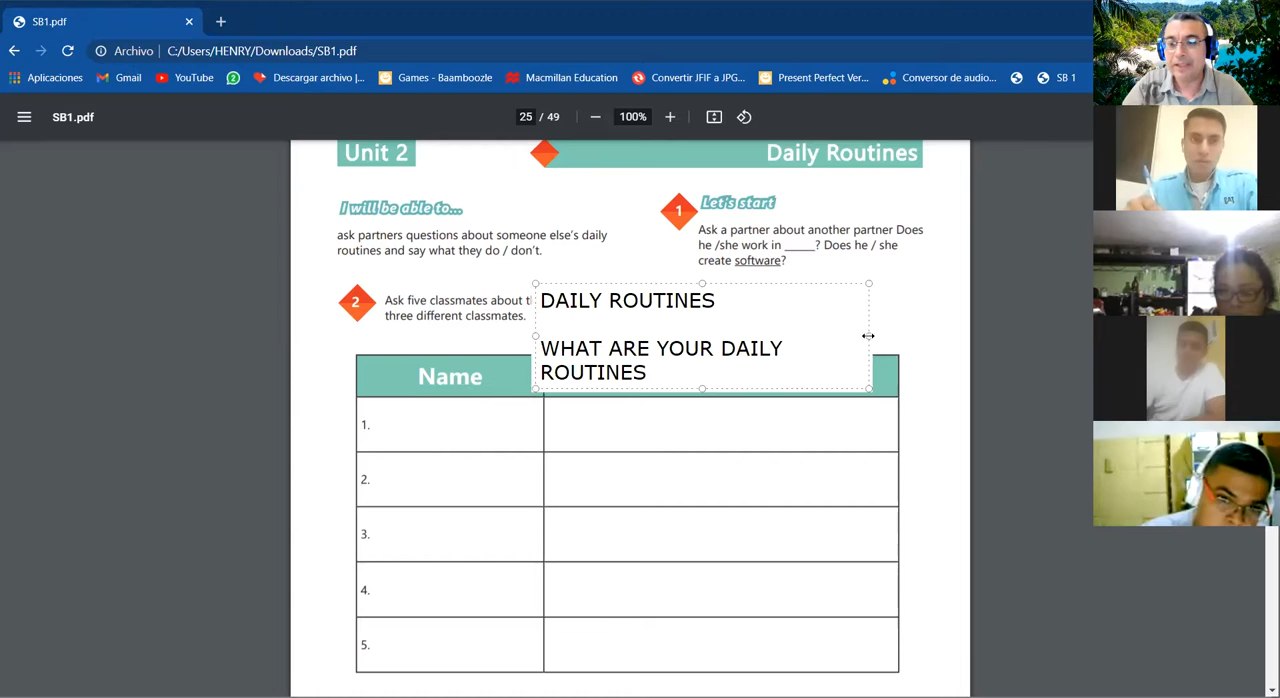 SB1.pdf
Archivo
C:/Users/HENRY/Downloads/SB1.pdf
Aplicaciones
Gmail
YouTube
2
Descargar archivo |...
Games - Baamboozle
Macmillan Education
Convertir JFIF a JPG...
Present Perfect Ver...
Conversor de audio...
SB 1
SB1.pdf
25 / 49
100%
Unit 2
Daily Routines
I will be able to...
ask partners questions about someone else's daily
routines and say what they do / don't.
1
Let's start
Ask a partner about another partner Does
he /she work in _____? Does he / she
create software?
2
Ask five classmates about
three different classmates.
DAILY ROUTINES
WHAT ARE YOUR DAILY
ROUTINES
Name
1.
2.
3.
4.
5.